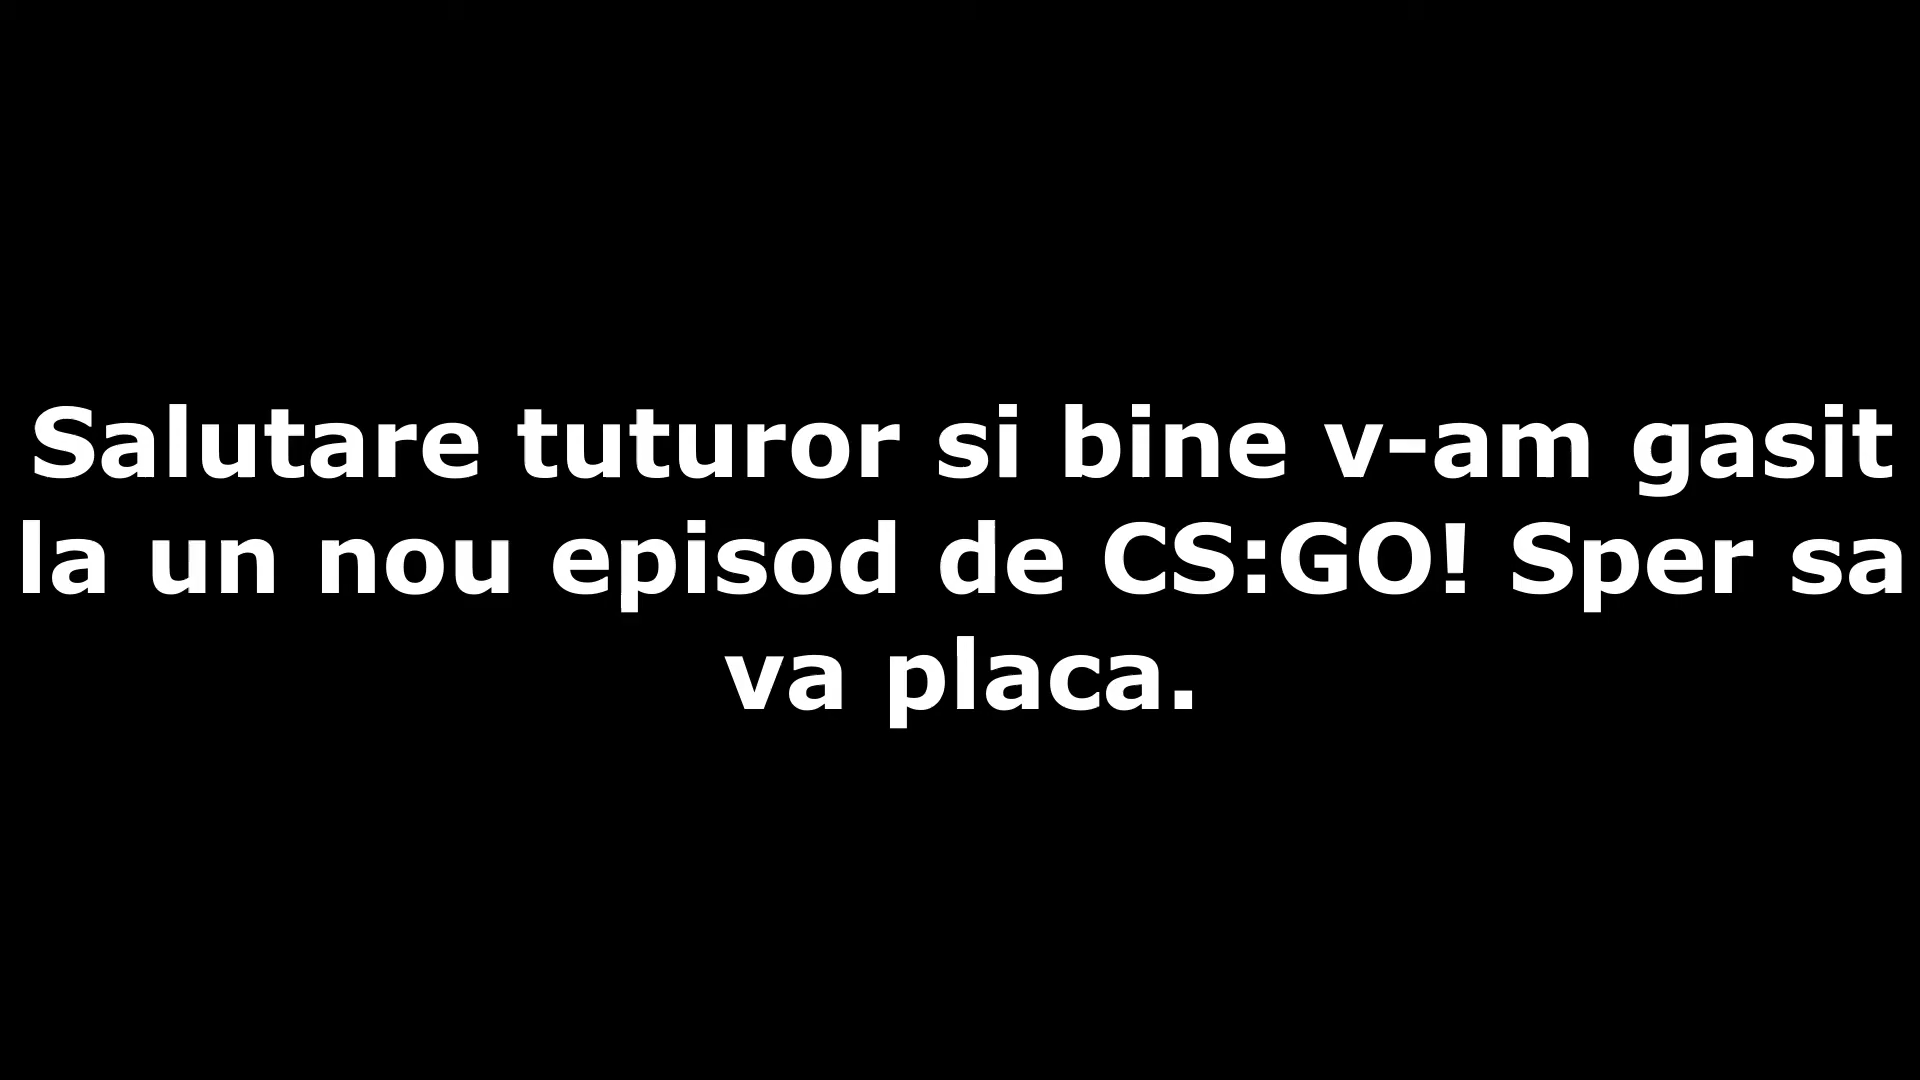 Salutare tuturor si bine v-am gasit
la un nou episod de CS:GO! Sper sa
va placa.